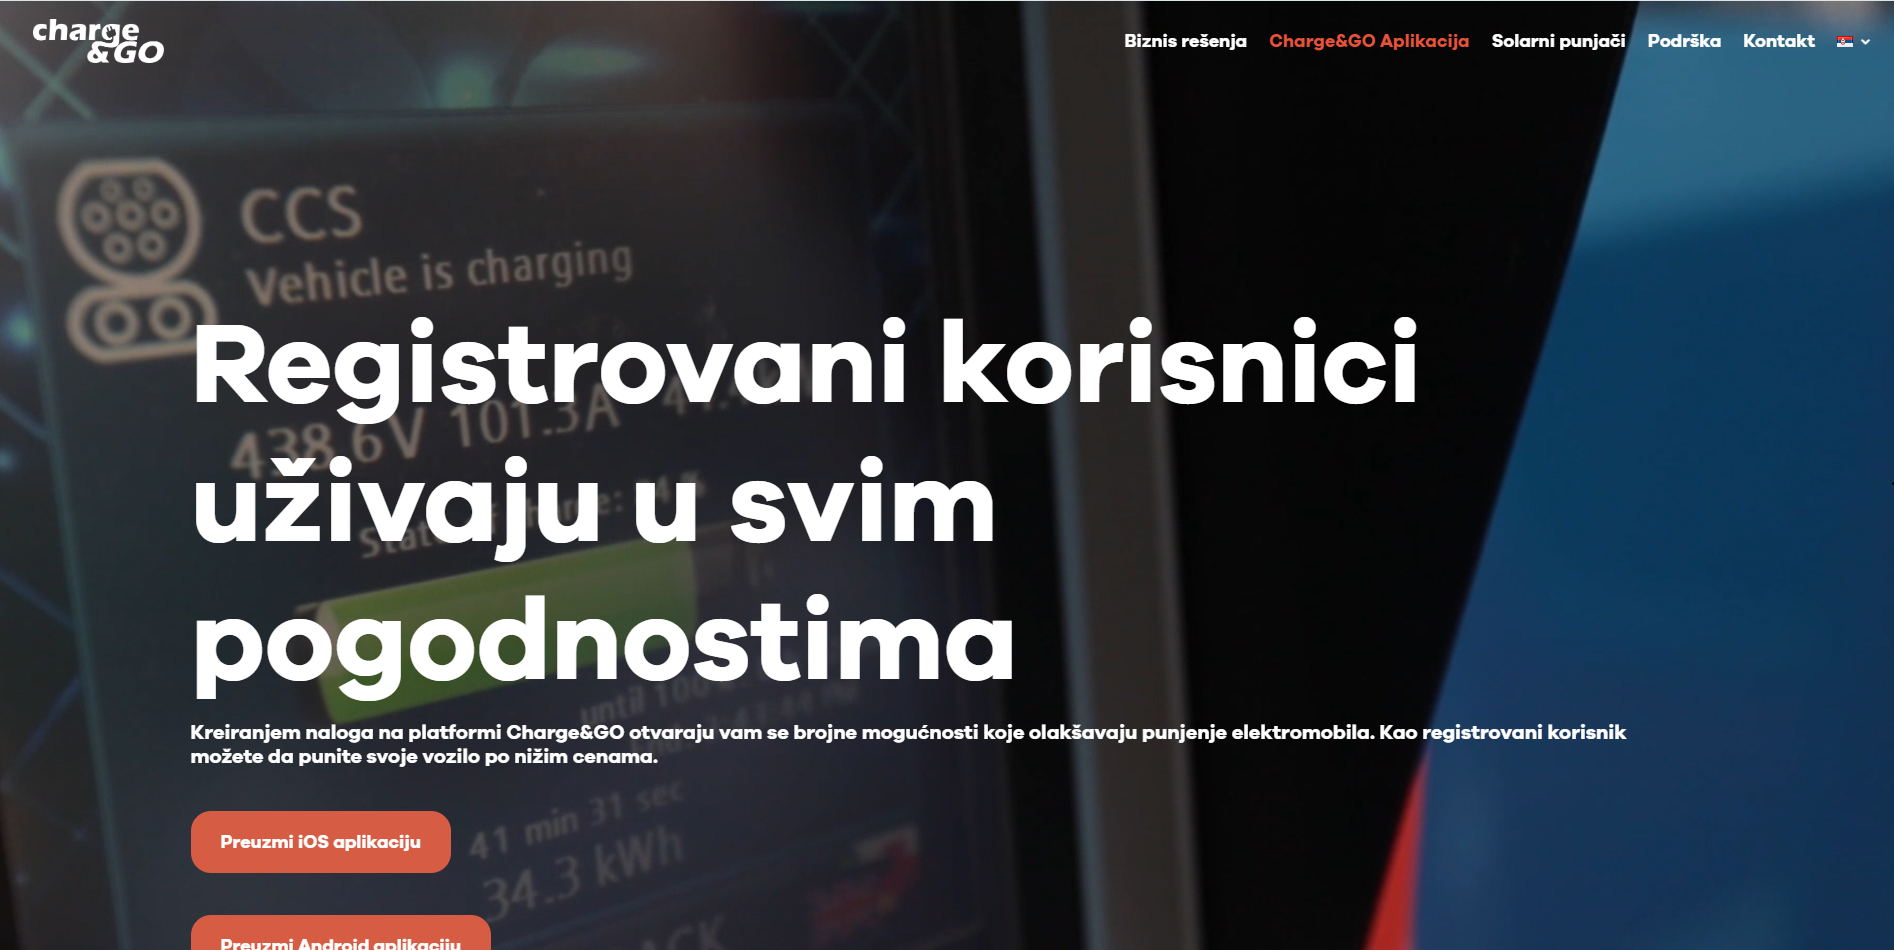 charge
&GO
Biznis rešenja Charge&GO Aplikacija Solarni punjači Podrška Kontakt
CCS
Vehicle is charging
Registrovani korisnici
438.6V 101.3A
uživaju u svim
pogodnostima
until 100%
Kreiranjem naloga na platformi Charge&GO otvaraju vam se brojne mogućnosti koje olakšavaju punjenje elektromobila. Kao registrovani korisnik
možete da punite svoje vozilo po nižim cenama.
41 min 31 sec
Preuzmi iOS aplikaciju
34.3 kWh
Preuzmi Android aplikaciju